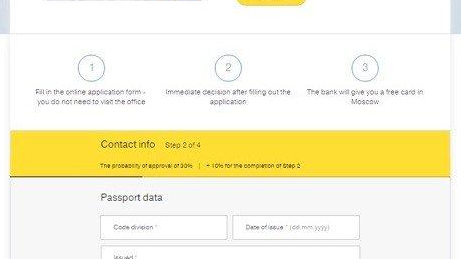 1
2
3
Fill in the online application form -
you do not need to visit the office
Immediate decision after filling out the
application
The bank will give you a free card in
Moscow
Contact info Step 2 of 4
The probability of approval of 30% | + 10% for the completion of Step 2
Passport data
Code division *
Date of issue * (dd.mm.yyyy)
Issued *